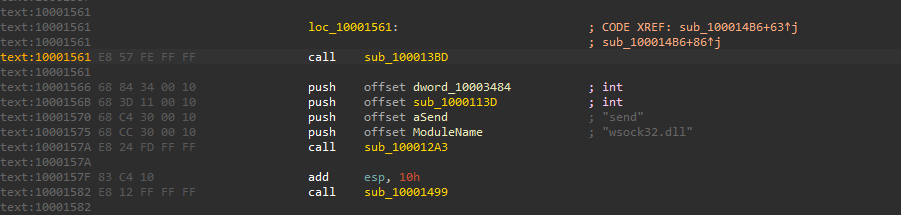 text:10001561
text:10001561 loc_10001561: ; CODE XREF: sub_100014B6+63↑j
text:10001561 ; sub_100014B6+86↑j
text:10001561 E8 57 FE FF FF call sub_100013BD
text:10001561
text:10001566 68 84 34 00 10 push offset dword_10003484 ; int
text:1000156B 68 3D 11 00 10 push offset sub_1000113D ; int
text:10001570 68 C4 30 00 10 push offset aSend ; "send"
text:10001575 68 CC 30 00 10 push offset ModuleName ; "wsock32.dll"
text:1000157A E8 24 FD FF FF call sub_100012A3
text:1000157A
text:1000157F 83 C4 10 add esp, 10h
text:10001582 E8 12 FF FF FF call sub_10001499
text:10001582